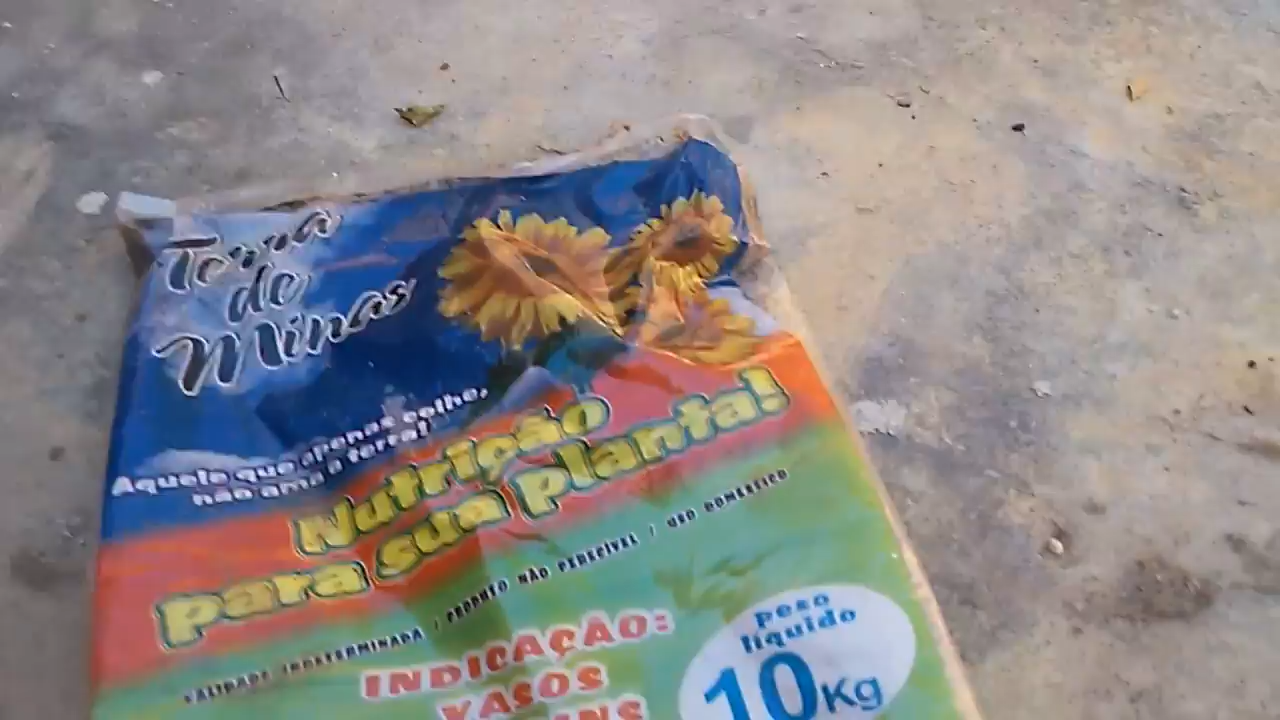 Terra
de
Minas
Aquele que apenas colhe,
não ama a terra!
Nutrição
para sua planta!
VALIDADE INDETERMINADA / PRODUTO NÃO PERECÍVEL / USO DOMÉSTICO
INDICAÇÃO:
VASOS
peso
líquido
10Kg